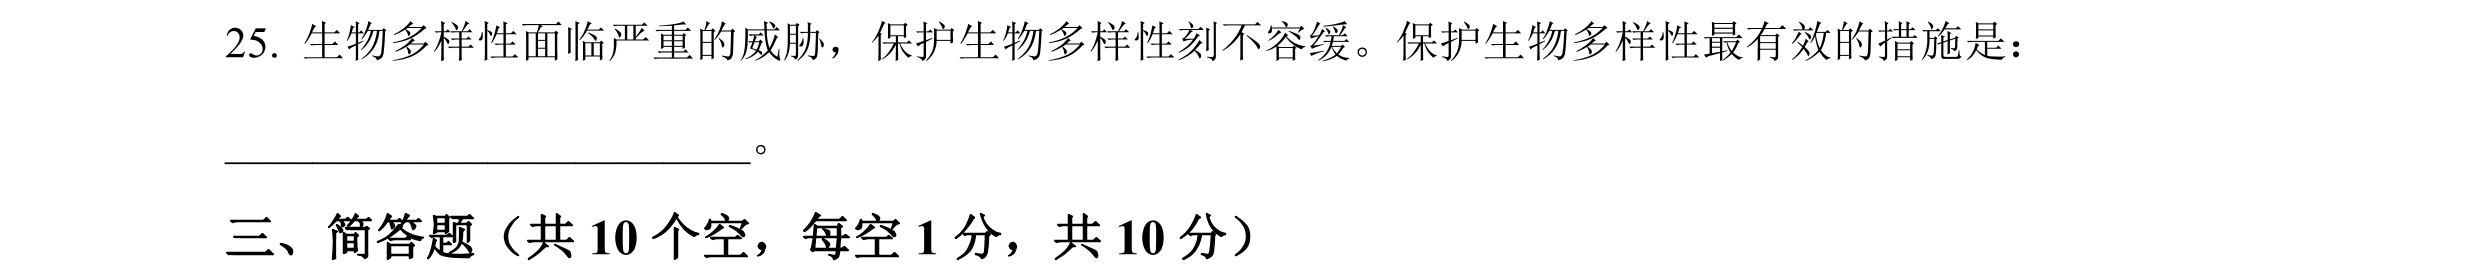 25. 生物多样性面临严重的威胁，保护生物多样性刻不容缓。保护生物多样性最有效的措施是：
________________________。
三、简答题（共 10 个空，每空 1 分，共 10 分）